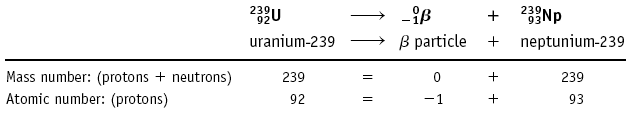 ²³⁹₉₂U ⟶ ⁰₋₁β + ²³⁹₉₃Np
uranium-239 ⟶ β particle + neptunium-239
Mass number: (protons + neutrons) 239 = 0 + 239
Atomic number: (protons) 92 = −1 + 93